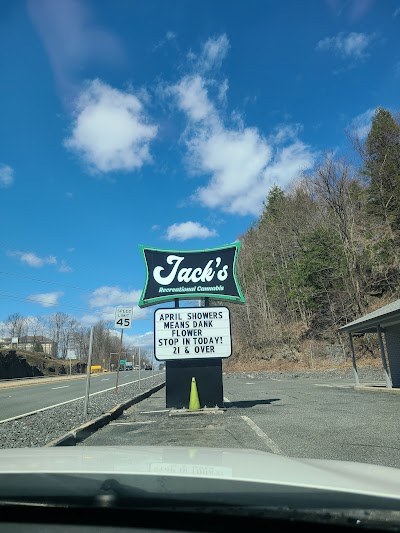 Jack's
Recreational Cannabis
APRIL SHOWERS
MEANS DANK
FLOWER
STOP IN TODAY!
21 & OVER
SPEED
LIMIT
45